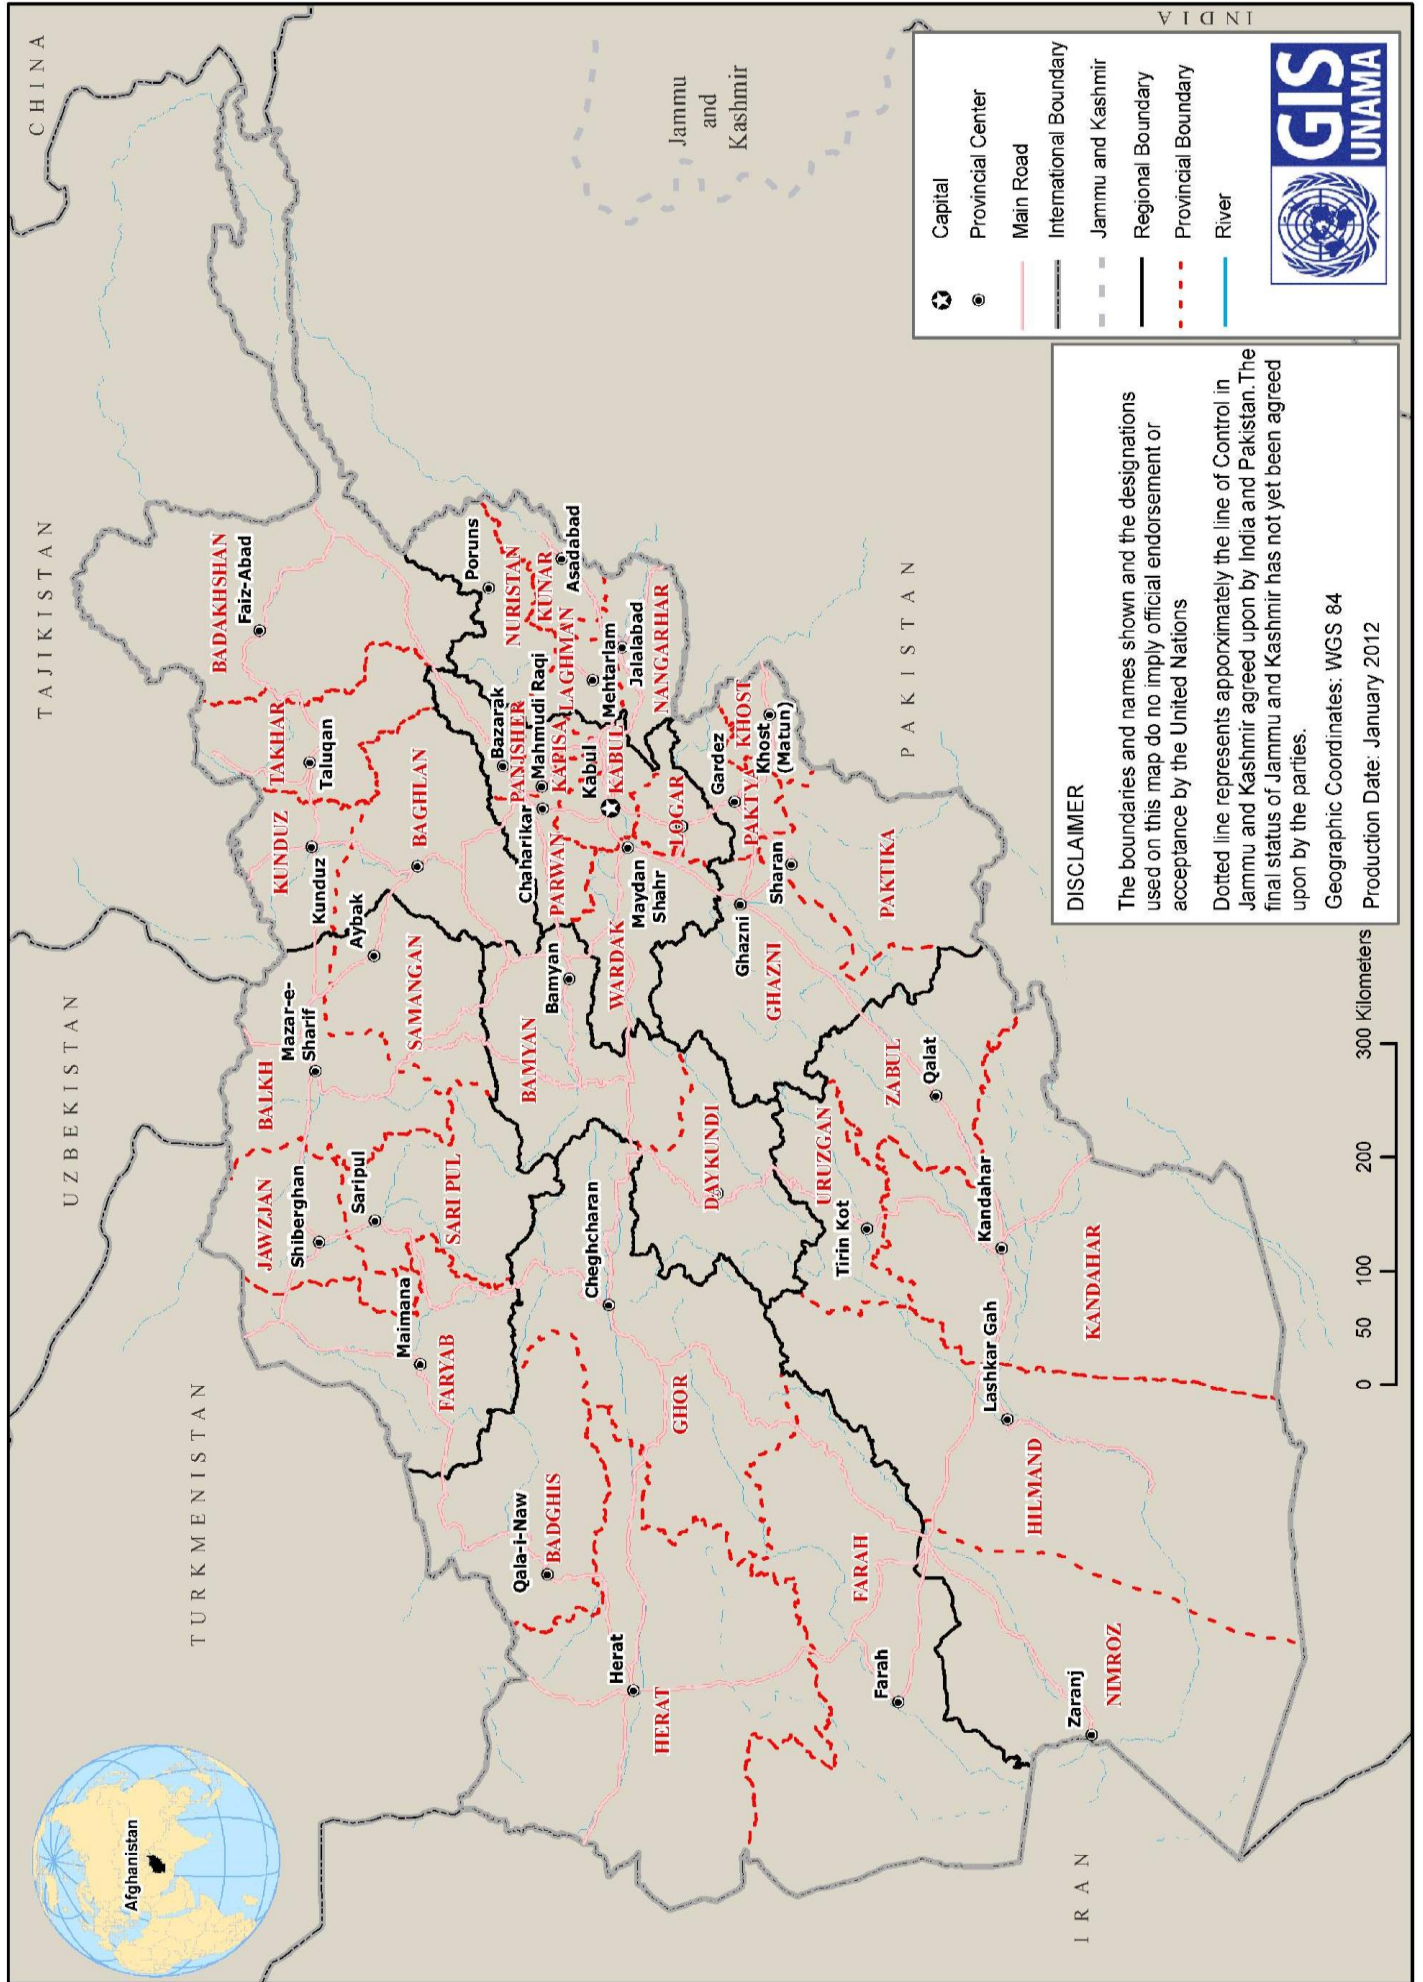 CHINA
TAJIKISTAN
UZBEKISTAN
TURKMENISTAN
IRAN
PAKISTAN
INDIA
Jammu
and
Kashmir
Afghanistan
BADAKHSHAN
Faiz-Abad
TAKHAR
Taluqan
KUNDUZ
Kunduz
BAGHLAN
Aybak
SAMANGAN
Mazar-e-
Sharif
BALKH
JAWZJAN
Shiberghan
Saripul
SARI PUL
Maimana
FARYAB
Poruns
NURISTAN
KUNAR
Asadabad
LAGHMAN
Mehtarlam
Jalalabad
NANGARHAR
Bazarak
PANJSHER
Mahmudi Raqi
KAPISA
Kabul
KABUL
Charikar
PARWAN
Maydan
Shahr
WARDAK
LOGAR
Bamyan
BAMYAN
Gardez
PAKTYA
KHOST
Khost
(Matun)
Sharan
PAKTIKA
Ghazni
GHAZNI
DAYKUNDI
URUZGAN
Tirin Kot
ZABUL
Qalat
Kandahar
KANDAHAR
Lashkar Gah
HILMAND
Cheghcharan
GHOR
Qala-i-Naw
BADGHIS
Herat
HERAT
FARAH
Farah
Zaranj
NIMROZ
0 50 100 200 300 Kilometers
DISCLAIMER
The boundaries and names shown and the designations
used on this map do no imply official endorsement or
acceptance by the United Nations
Dotted line represents apporximately the line of Control in
Jammu and Kashmir agreed upon by India and Pakistan.The
final status of Jammu and Kashmir has not yet been agreed
upon by the parties.
Geographic Coordinates: WGS 84
Production Date: January 2012
Capital
Provincial Center
Main Road
International Boundary
Jammu and Kashmir
Regional Boundary
Provincial Boundary
River
GIS
UNAMA